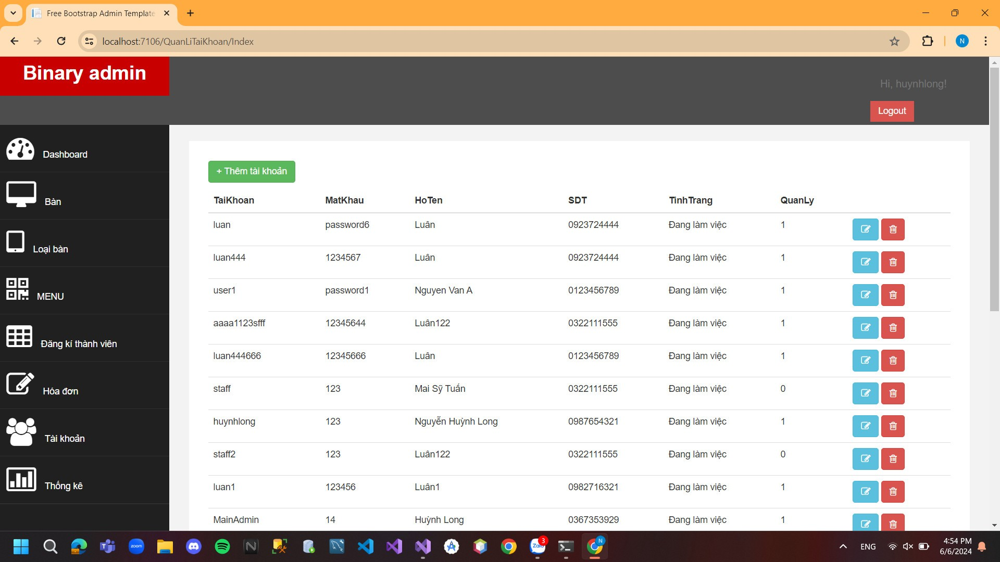 Free Bootstrap Admin Template
localhost:7106/QuanLiTaiKhoan/Index
N
Binary admin
Hi, huynhlong!
Logout
Dashboard
Bàn
Loại bàn
MENU
Đăng kí thành viên
Hóa đơn
Tài khoản
Thống kê
+ Thêm tài khoản
TaiKhoan MatKhau HoTen SDT TinhTrang QuanLy
luan password6 Luân 0923724444 Đang làm việc 1
luan444 1234567 Luân 0923724444 Đang làm việc 1
user1 password1 Nguyen Van A 0123456789 Đang làm việc 1
aaaa1123sfff 12345644 Luân122 0322111555 Đang làm việc 1
luan444666 12345666 Luân 0123456789 Đang làm việc 1
staff 123 Mai Sỹ Tuấn 0322111555 Đang làm việc 0
huynhlong 123 Nguyễn Huỳnh Long 0987654321 Đang làm việc 1
staff2 123 Luân122 0322111555 Đang làm việc 0
luan1 123456 Luân1 0982716321 Đang làm việc 1
MainAdmin 14 Huỳnh Long 0367353929 Đang làm việc 1
zoom
N
Zalo
3
N
ENG
4:54 PM
6/6/2024